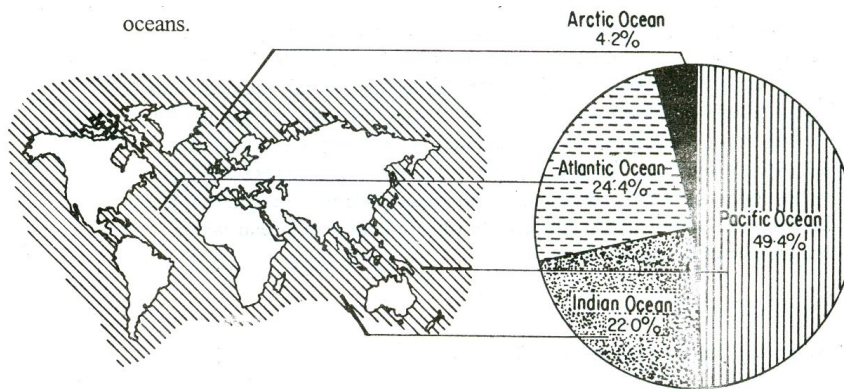 oceans.
Arctic Ocean
4·2%
Atlantic Ocean
24·4%
Pacific Ocean
49·4%
Indian Ocean
22·0%